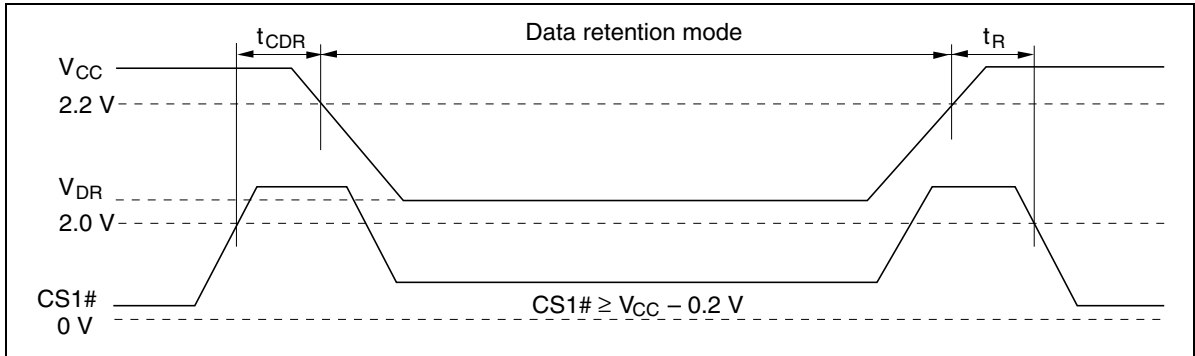 tCDR Data retention mode tR
VCC
2.2 V
VDR
2.0 V
CS1#
CS1# ≥ VCC – 0.2 V
0 V